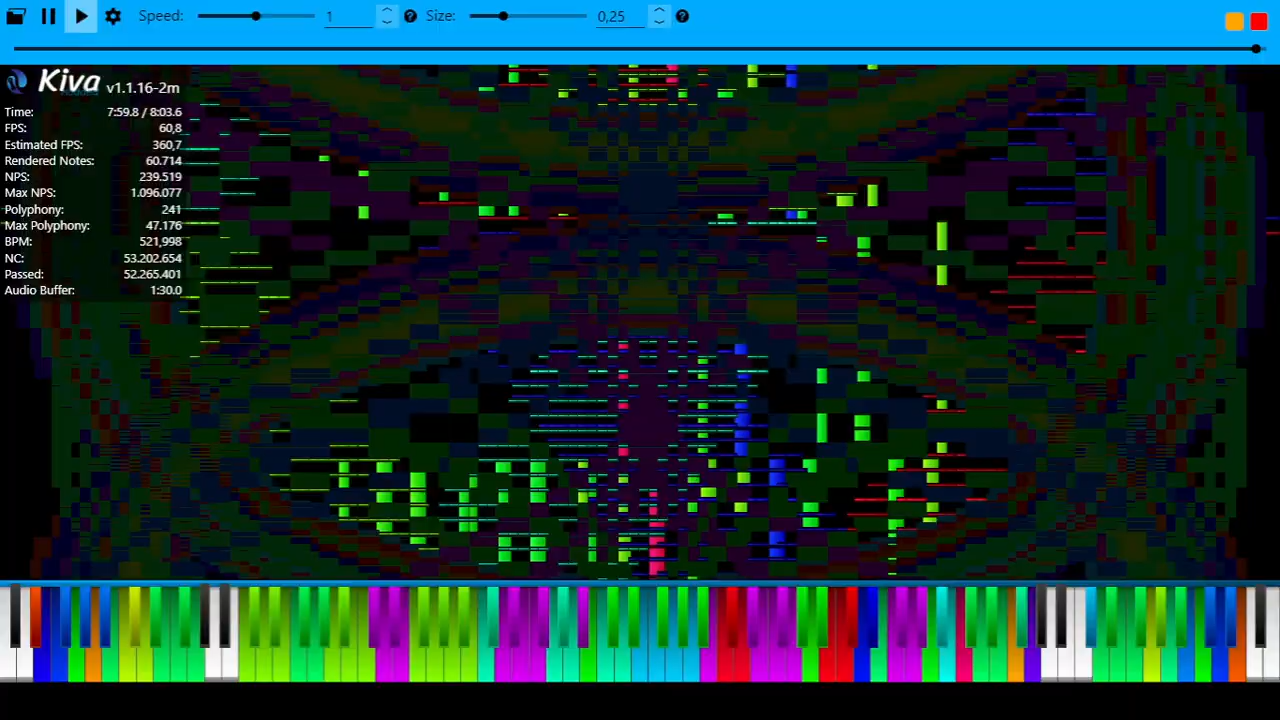 Speed: 1 Size: 0,25
Kiva v1.1.16-2m
Time: 7:59.8 / 8:03.6
FPS: 60,8
Estimated FPS: 360,7
Rendered Notes: 60.714
NPS: 239.519
Max NPS: 1.096.077
Polyphony: 241
Max Polyphony: 47.176
BPM: 521,998
NC: 53.202.654
Passed: 52.265.401
Audio Buffer: 1:30.0